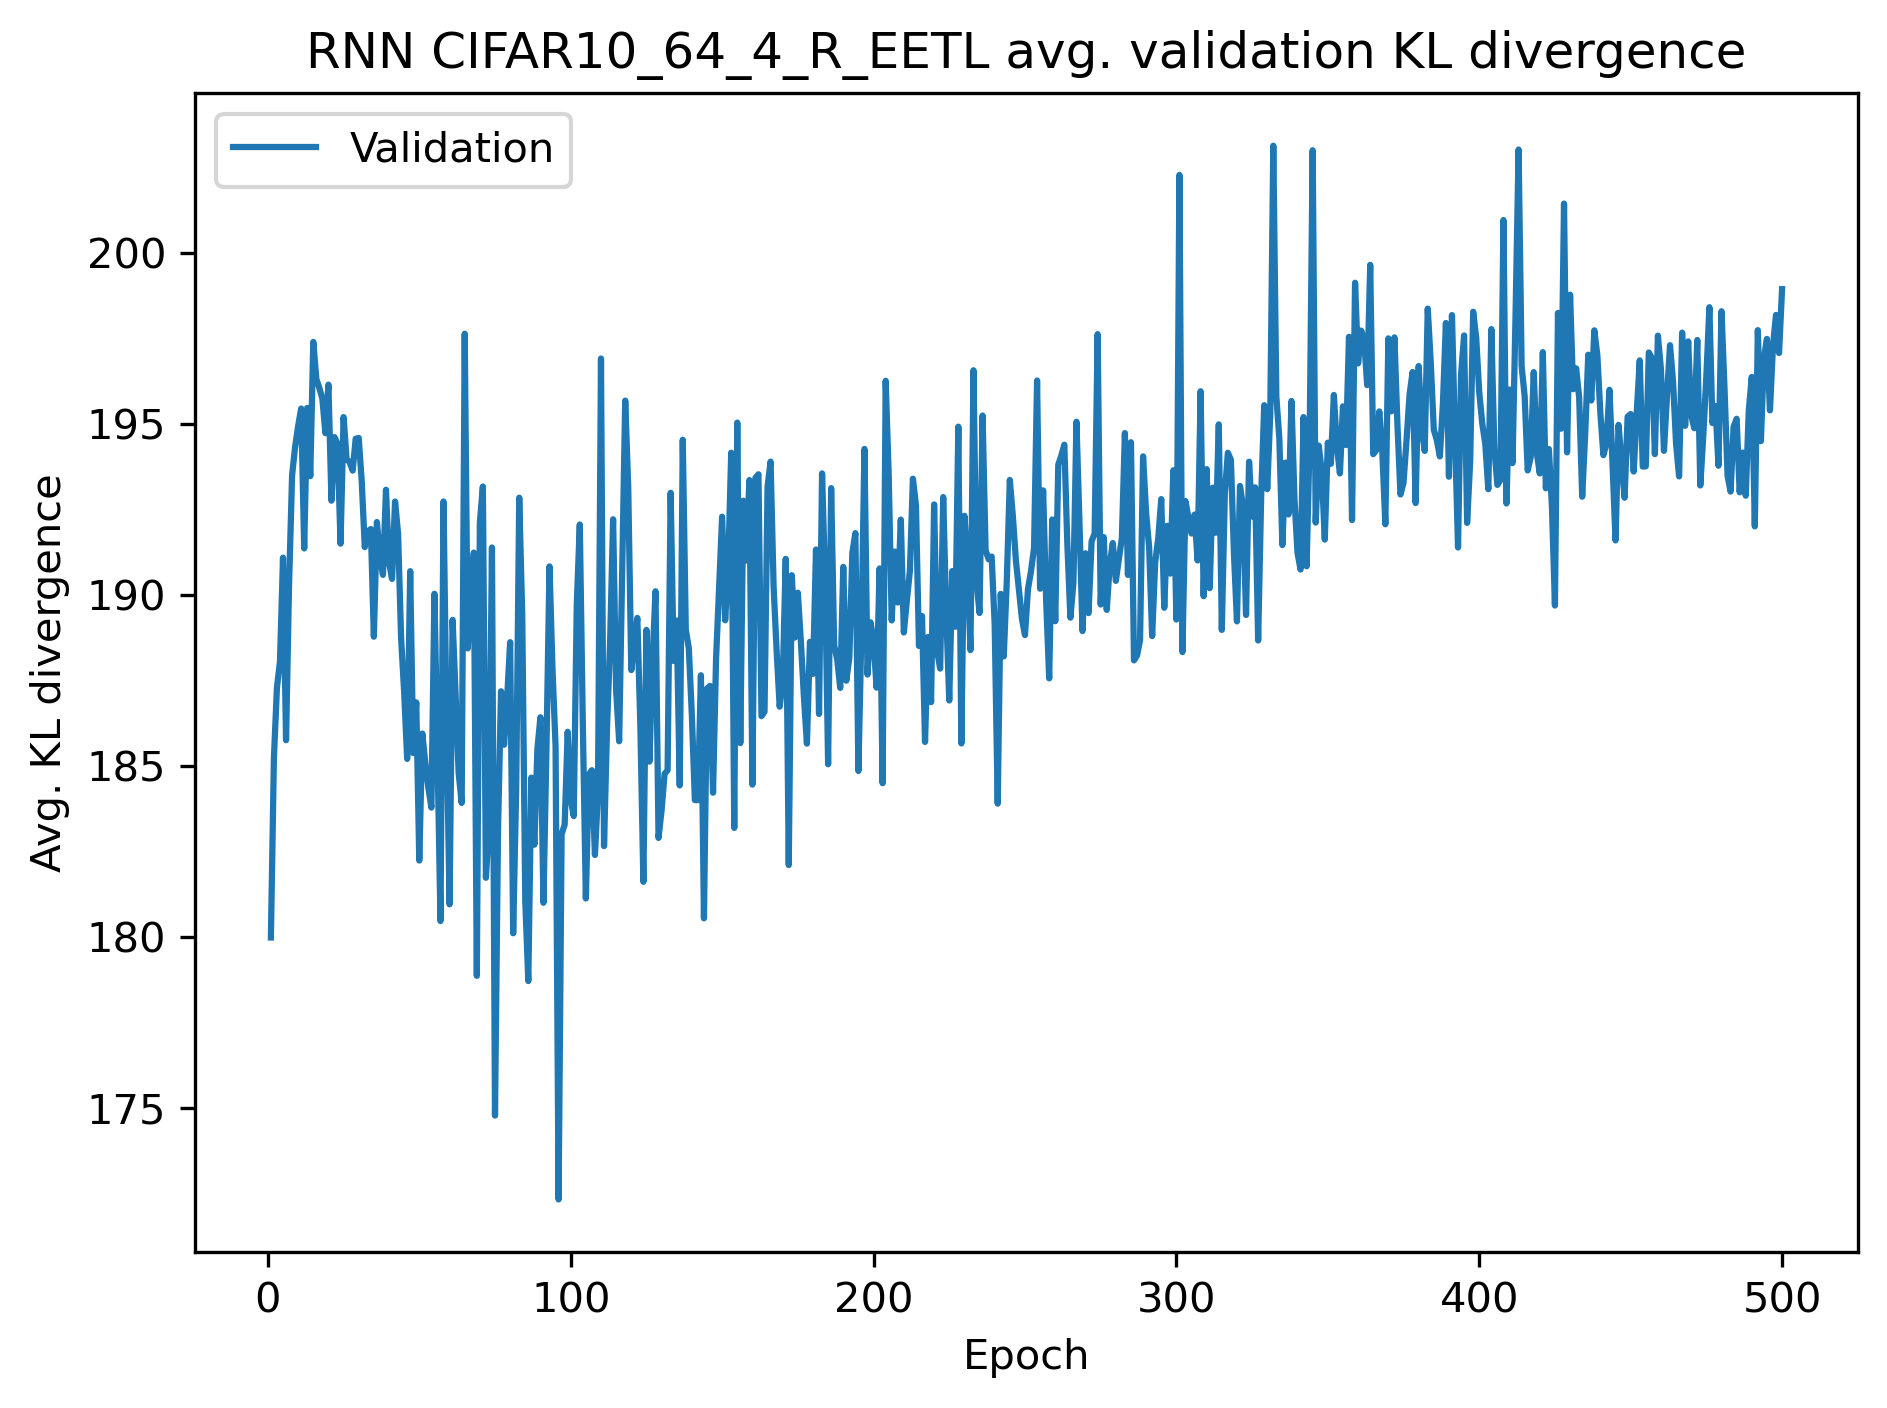 RNN CIFAR10_64_4_R_EETL avg. validation KL divergence
Validation
Avg. KL divergence
200
195
190
185
180
175
0 100 200 300 400 500
Epoch